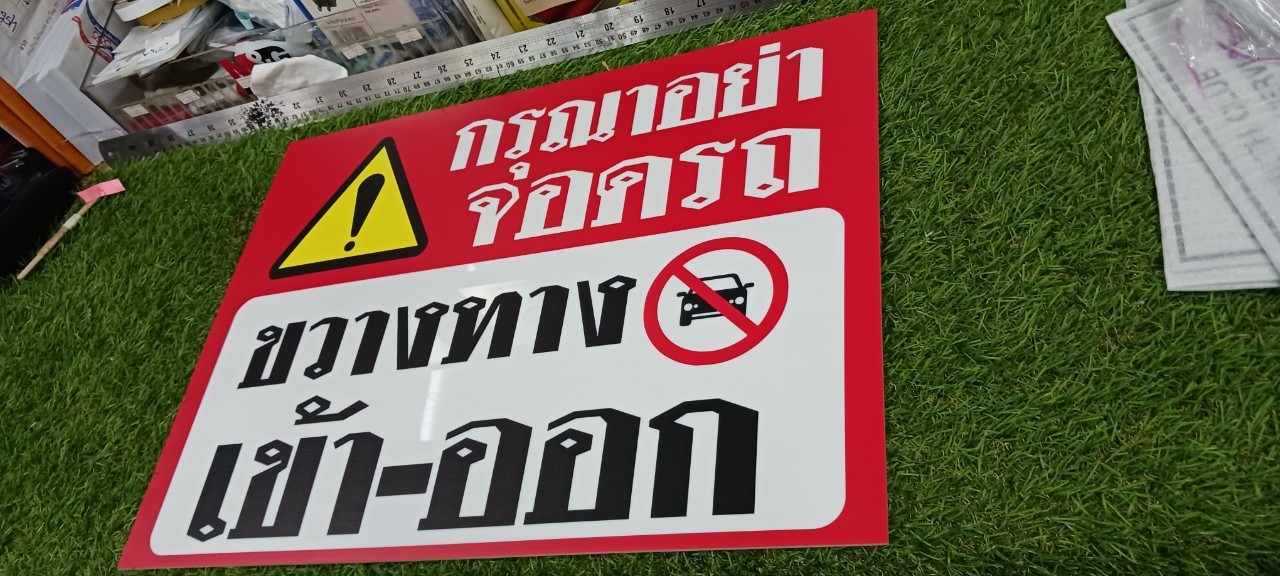 กรุณาอย่า
จอดรถ
ขวางทาง
เข้า-ออก